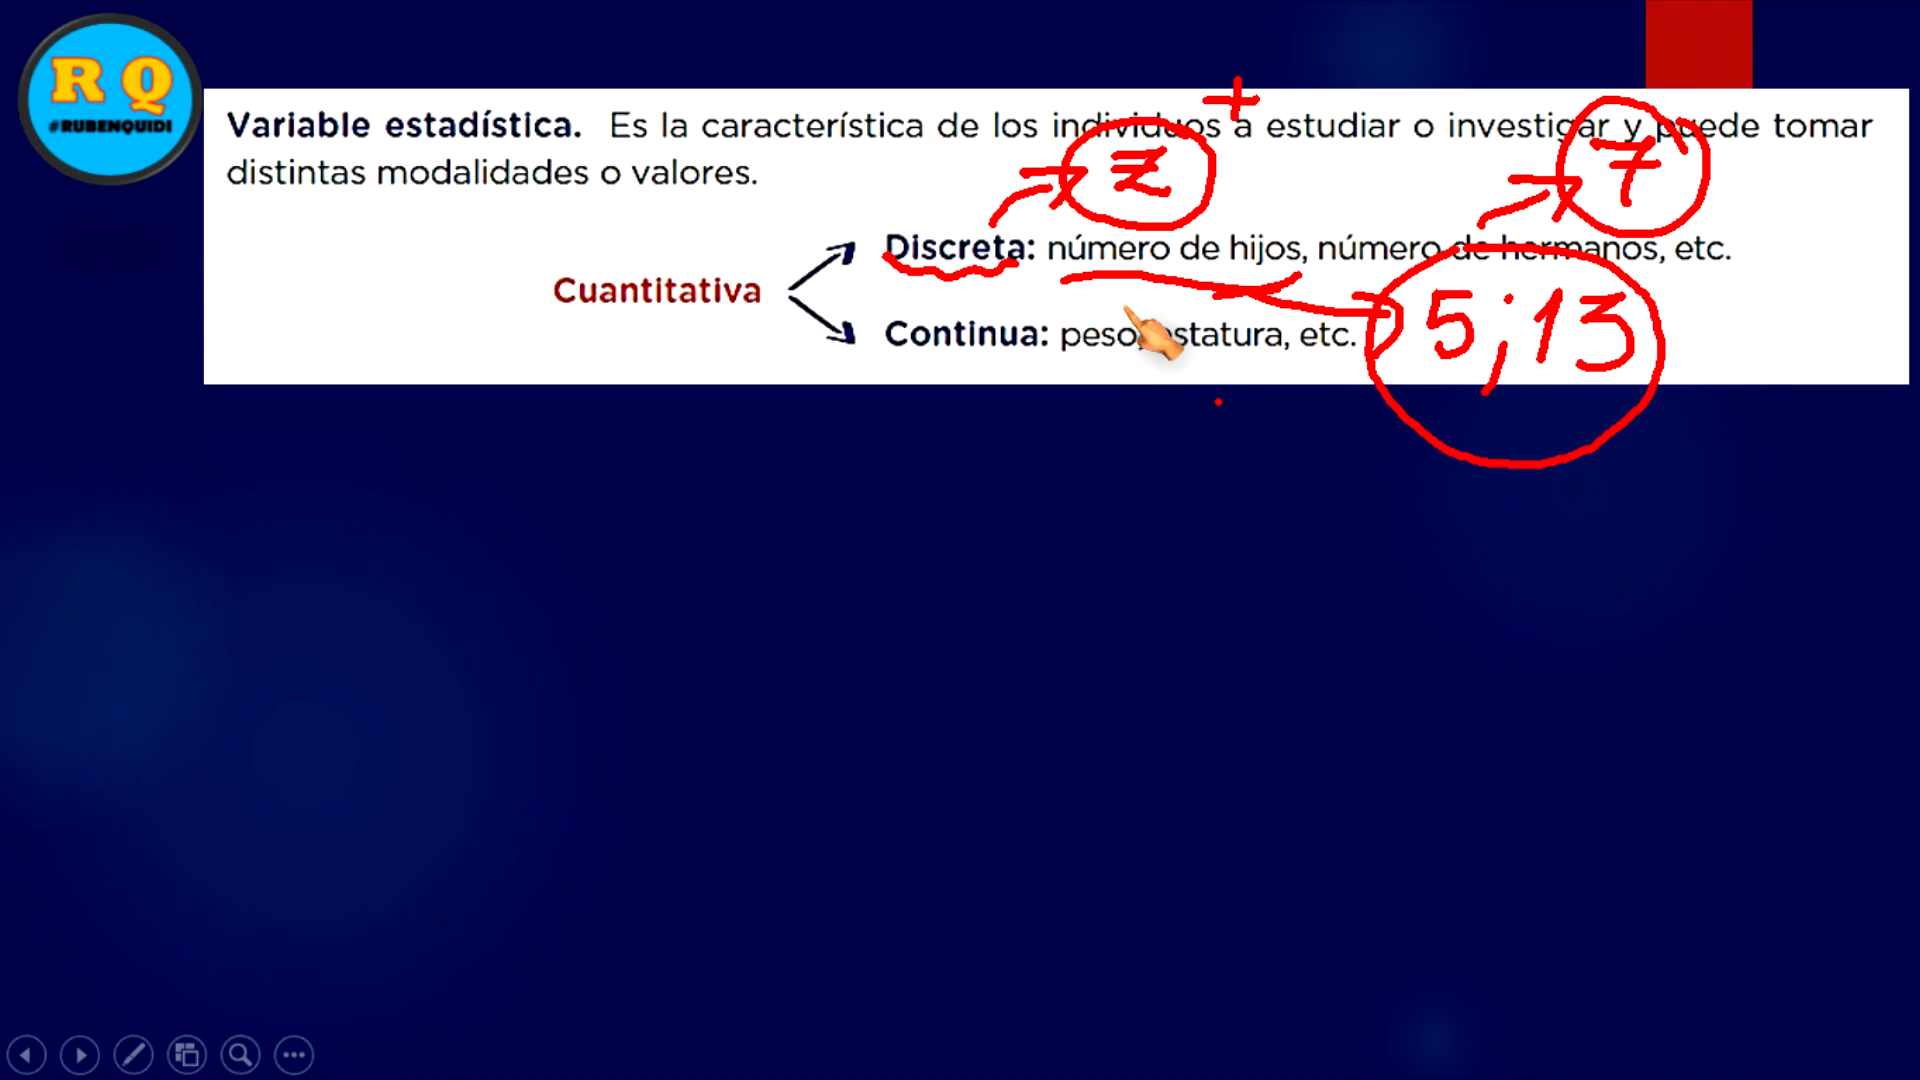 R Q
#RUBENQUIDI
Variable estadística. Es la característica de los individuos a estudiar o investigar y puede tomar
distintas modalidades o valores.
+
Z
7
Discreta: número de hijos, número de hermanos, etc.
Cuantitativa
Continua: peso, estatura, etc.
5;13